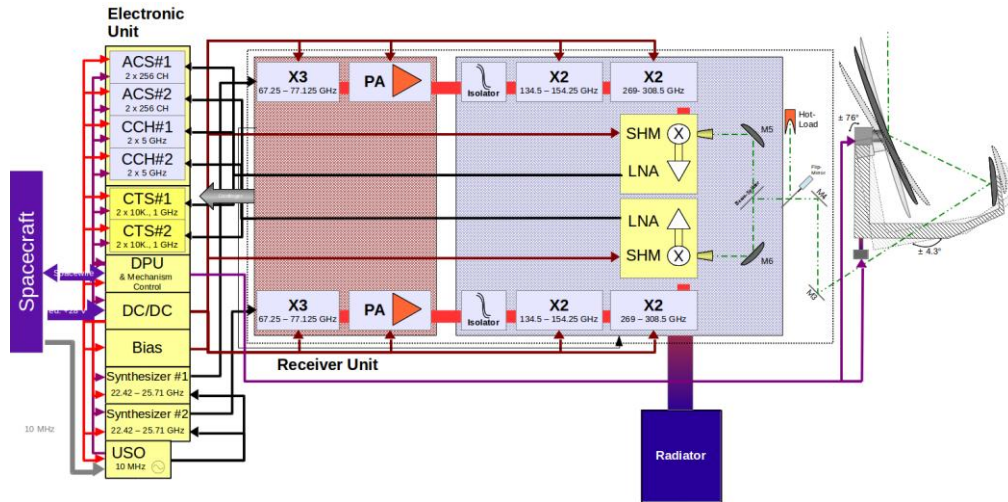 Electronic
Unit
ACS#1
2 x 256 CH
ACS#2
2 x 256 CH
CCH#1
2 x 5 GHz
CCH#2
2 x 5 GHz
CTS#1
2 x 10K., 1 GHz
CTS#2
2 x 10K., 1 GHz
DPU
& Mechanism
Control
DC/DC
Bias
Synthesizer #1
22.42 – 25.71 GHz
Synthesizer #2
22.42 – 25.71 GHz
USO
10 MHz
Spacecraft
10 MHz
X3
67.25 – 77.125 GHz
PA
Isolator
X2
134.5 – 154.25 GHz
X2
269- 308.5 GHz
SHM
X
LNA
LNA
SHM
X
X3
67.25 – 77.125 GHz
PA
Isolator
X2
134.5 – 154.25 GHz
X2
269 – 308.5 GHz
Receiver Unit
Radiator
M5
M6
Hot-
Load
M4
M3
± 76°
± 4.3°